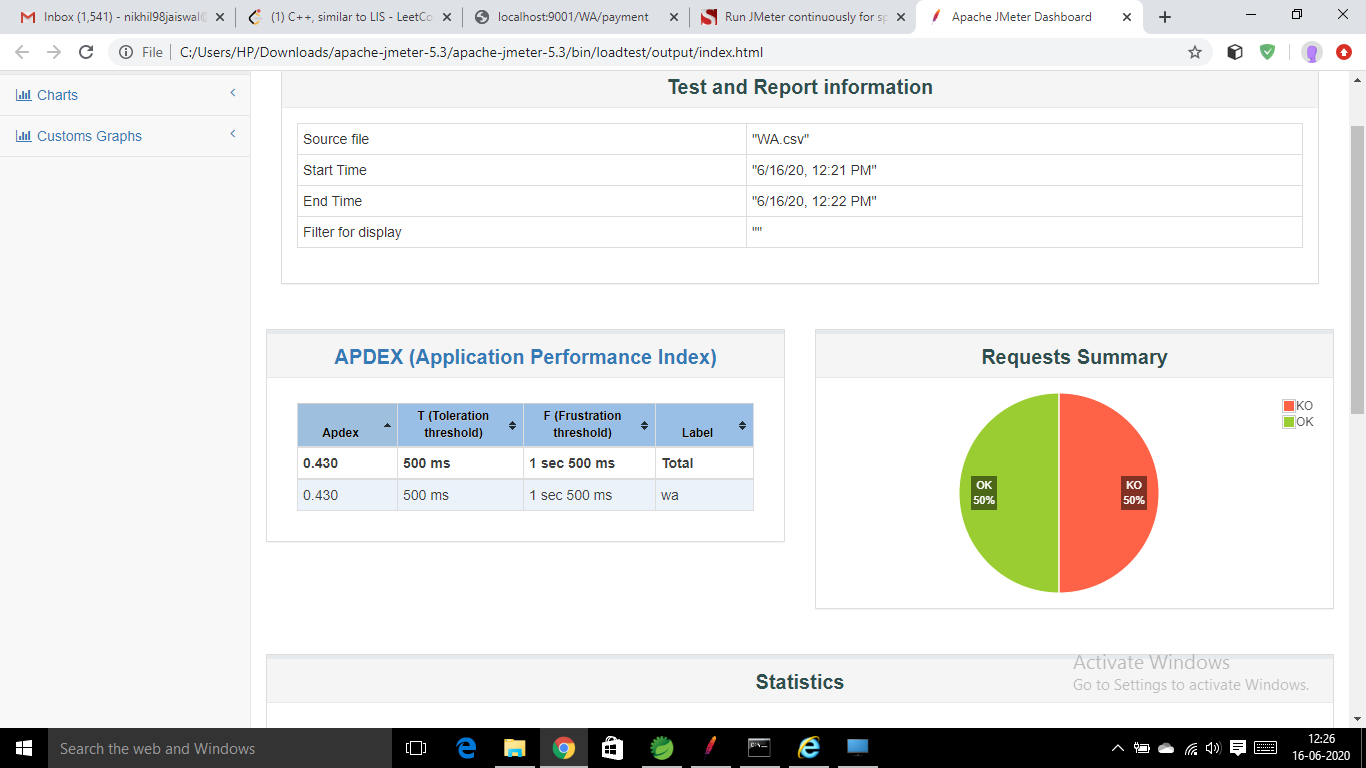 Inbox (1,541) - nikhil98jaiswal@
(1) C++, similar to LIS - LeetCo
localhost:9001/WA/payment
Run JMeter continuously for sp
Apache JMeter Dashboard
File
C:/Users/HP/Downloads/apache-jmeter-5.3/apache-jmeter-5.3/bin/loadtest/output/index.html
Charts
Customs Graphs
Test and Report information
Source file "WA.csv"
Start Time "6/16/20, 12:21 PM"
End Time "6/16/20, 12:22 PM"
Filter for display ""
APDEX (Application Performance Index)
Apdex T (Toleration threshold) F (Frustration threshold) Label
0.430 500 ms 1 sec 500 ms Total
0.430 500 ms 1 sec 500 ms wa
Requests Summary
KO
OK
OK
50%
KO
50%
Statistics
Activate Windows
Go to Settings to activate Windows.
Search the web and Windows
12:26
16-06-2020